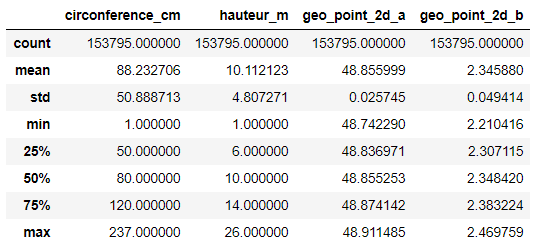 circonference_cm hauteur_m geo_point_2d_a geo_point_2d_b
count 153795.000000 153795.000000 153795.000000 153795.000000
mean 88.232706 10.112123 48.855999 2.345880
std 50.888713 4.807271 0.025745 0.049414
min 1.000000 1.000000 48.742290 2.210416
25% 50.000000 6.000000 48.836971 2.307115
50% 80.000000 10.000000 48.855253 2.348420
75% 120.000000 14.000000 48.874142 2.383224
max 237.000000 26.000000 48.911485 2.469759